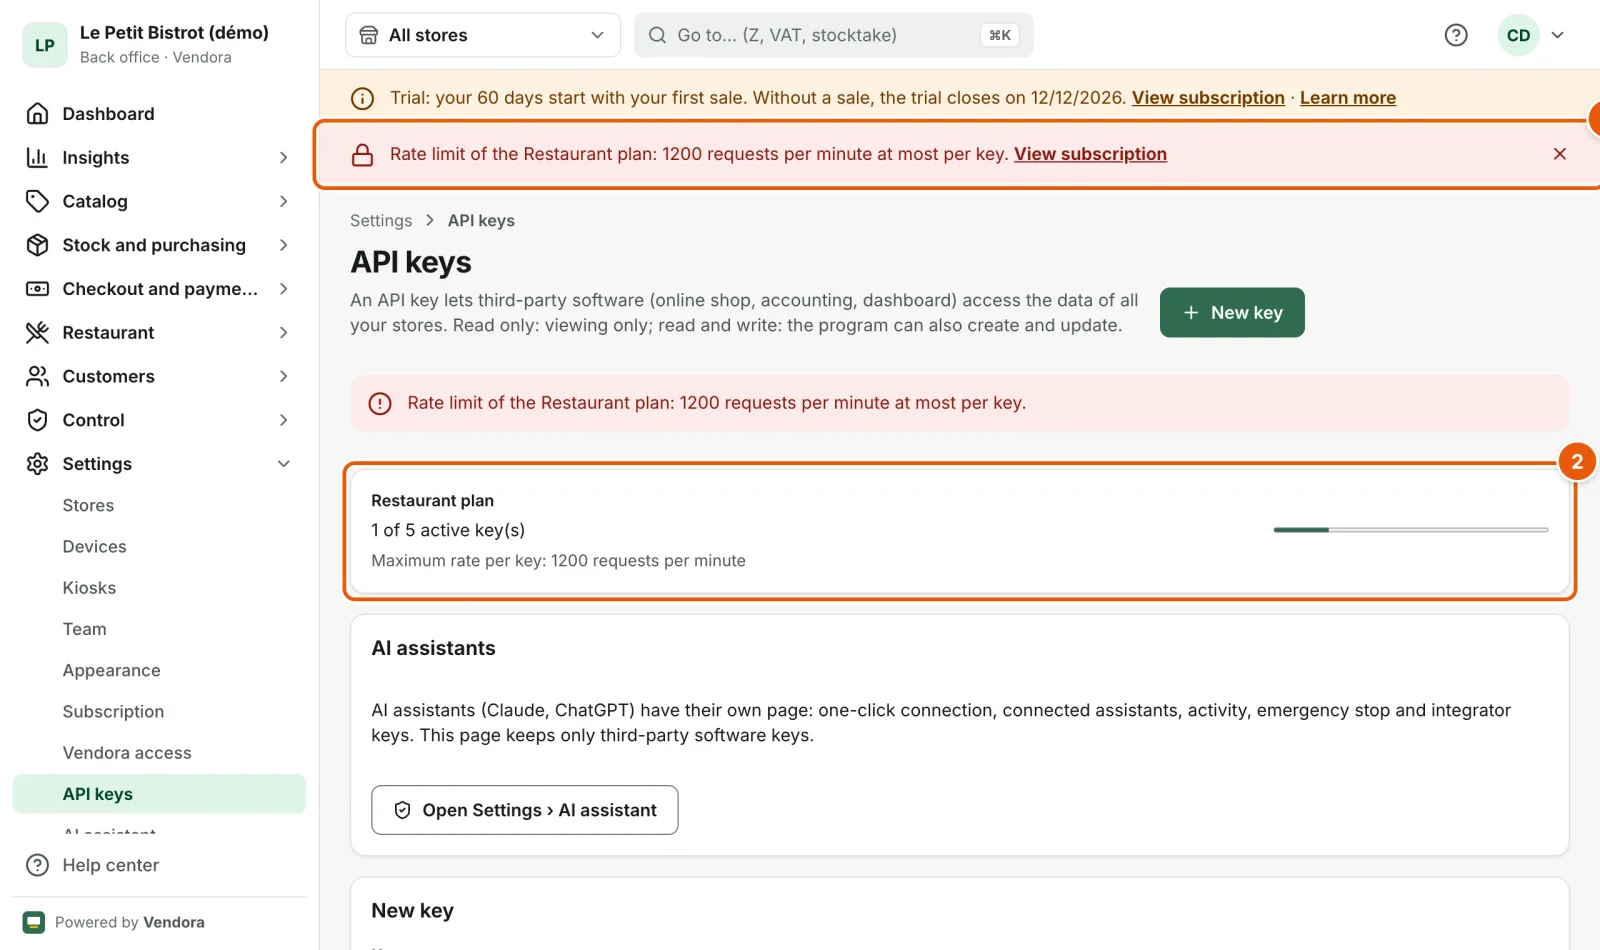 LP
Le Petit Bistrot (démo)
Back office · Vendora
All stores
Go to... (Z, VAT, stocktake)
⌘K
CD
Dashboard
Insights
Catalog
Stock and purchasing
Checkout and payme...
Restaurant
Customers
Control
Settings
Stores
Devices
Kiosks
Team
Appearance
Subscription
Vendora access
API keys
AI assistant
Help center
Powered by Vendora
Trial: your 60 days start with your first sale. Without a sale, the trial closes on 12/12/2026. View subscription · Learn more
Rate limit of the Restaurant plan: 1200 requests per minute at most per key. View subscription
Settings > API keys
API keys
An API key lets third-party software (online shop, accounting, dashboard) access the data of all
your stores. Read only: viewing only; read and write: the program can also create and update.
+ New key
Rate limit of the Restaurant plan: 1200 requests per minute at most per key.
2
Restaurant plan
1 of 5 active key(s)
Maximum rate per key: 1200 requests per minute
AI assistants
AI assistants (Claude, ChatGPT) have their own page: one-click connection, connected assistants, activity, emergency stop and integrator
keys. This page keeps only third-party software keys.
Open Settings › AI assistant
New key